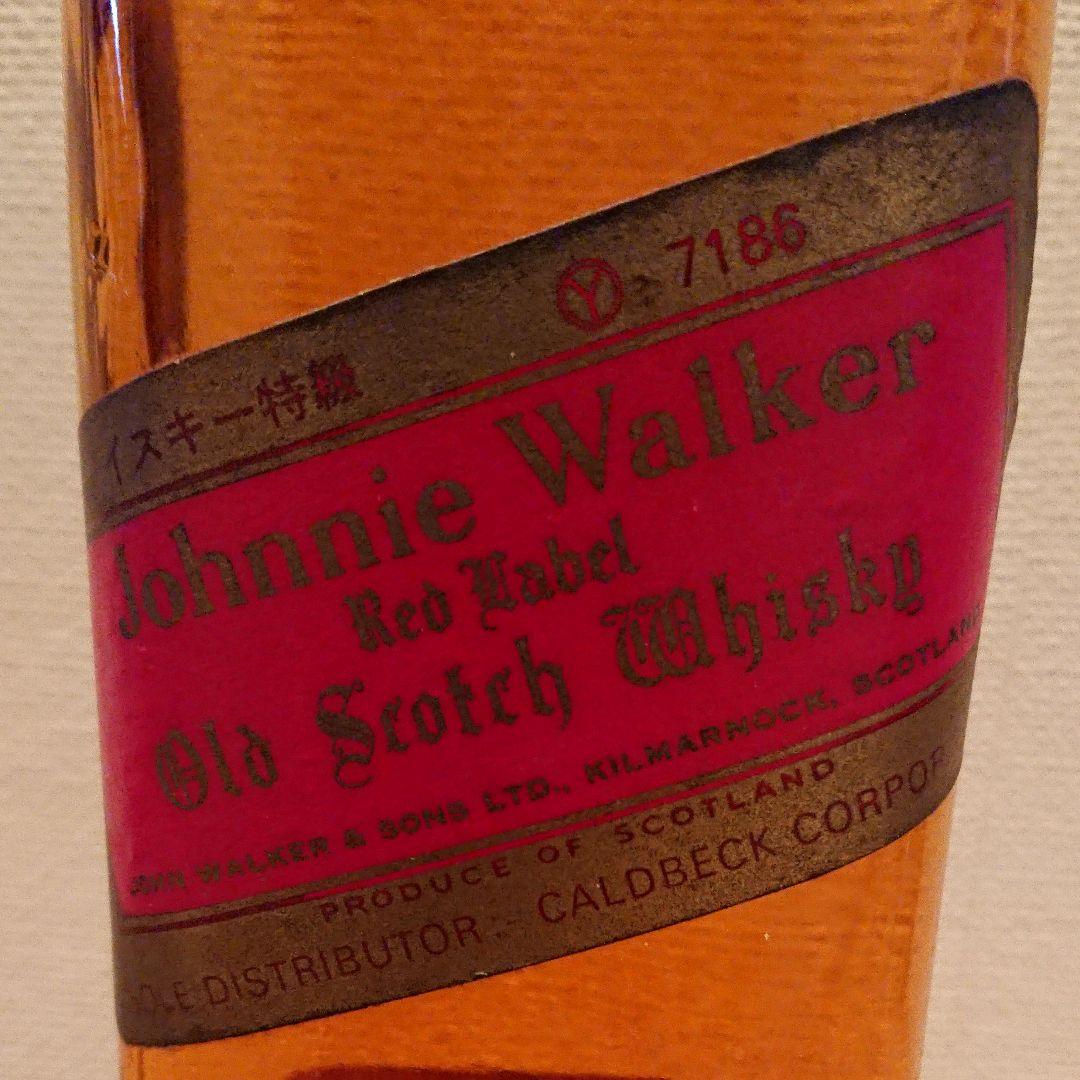 イスキー特級 Ⓨ 7186
Johnnie Walker
Red Label
Old Scotch Whisky
JOHN WALKER & SONS LTD., KILMARNOCK, SCOTLAND
PRODUCE OF SCOTLAND
SOLE DISTRIBUTOR CALDBECK CORPOR